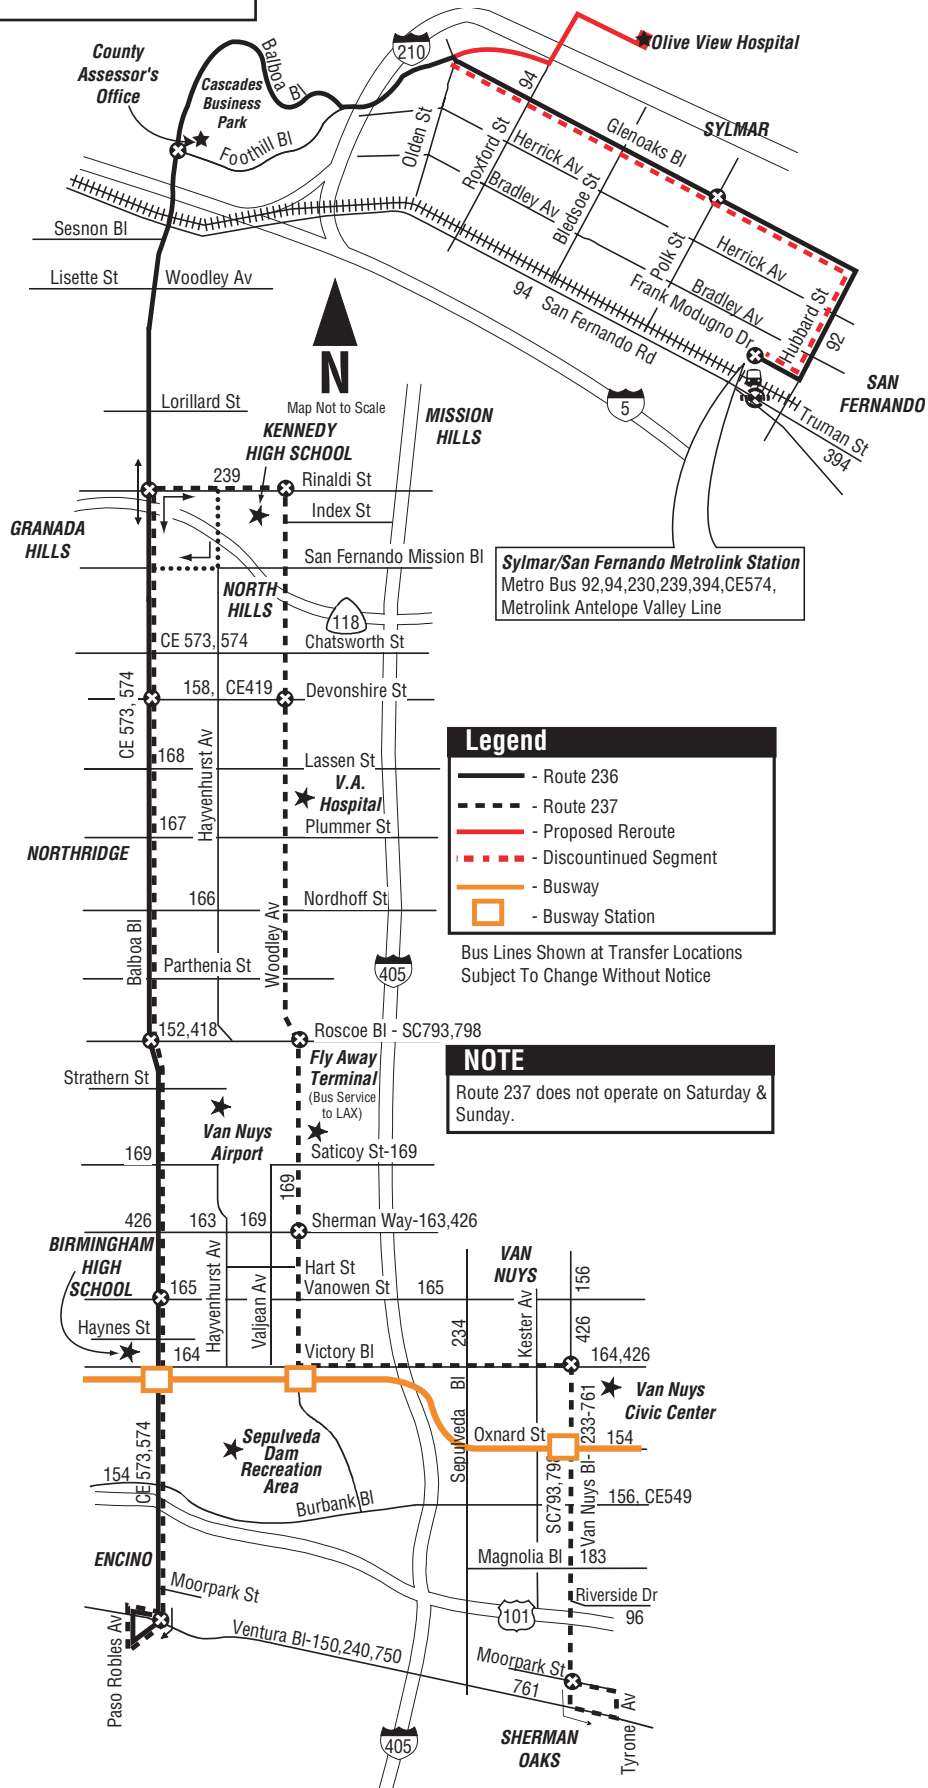 Olive View Hospital
County
Assessor's
Office
Balboa Bl
210
Cascades
Business
Park
94
Foothill Bl
Olden St
Roxford St
Herrick Av
Glenoaks Bl
SYLMAR
Bradley Av
Bledsoe St
Sesnon Bl
Polk St
Herrick Av
Lisette St
Woodley Av
94
San Fernando Rd
Frank Modugno Dr
Bradley Av
Hubbard St
92
N
Map Not to Scale
Lorillard St
5
SAN
FERNANDO
Truman St
394
MISSION
HILLS
KENNEDY
HIGH SCHOOL
239
Rinaldi St
Index St
GRANADA
HILLS
San Fernando Mission Bl
NORTH
HILLS
118
Sylmar/San Fernando Metrolink Station
Metro Bus 92,94,230,239,394,CE574,
Metrolink Antelope Valley Line
CE 573, 574
Chatsworth St
CE 573, 574
158,
CE419
Devonshire St
Hayvenhurst Av
168
Lassen St
V.A.
Hospital
167
Plummer St
NORTHRIDGE
166
Nordhoff St
Balboa Bl
Woodley Av
Parthenia St
405
Legend
- Route 236
- Route 237
- Proposed Reroute
- Discountinued Segment
- Busway
- Busway Station
Bus Lines Shown at Transfer Locations
Subject To Change Without Notice
152,418
Roscoe Bl - SC793,798
NOTE
Route 237 does not operate on Saturday &
Sunday.
Strathern St
Fly Away
Terminal
(Bus Service
to LAX)
Van Nuys
Airport
169
Saticoy St-169
169
426
163
169
Sherman Way-163,426
BIRMINGHAM
HIGH
SCHOOL
Hayvenhurst Av
Valjean Av
Hart St
165
Vanowen St
165
VAN
NUYS
156
Kester Av
234
426
Haynes St
164
Victory Bl
164,426
Sepulveda Bl
Van Nuys
Civic Center
Oxnard St
154
Sepulveda
Dam
Recreation
Area
CE 573,574
154
Burbank Bl
SC793,798
Van Nuys Bl- 233-761
156, CE549
ENCINO
Magnolia Bl
183
Moorpark St
Riverside Dr
96
101
Paso Robles Av
Ventura Bl-150,240,750
Moorpark St
761
Tyrone Av
SHERMAN
OAKS
405